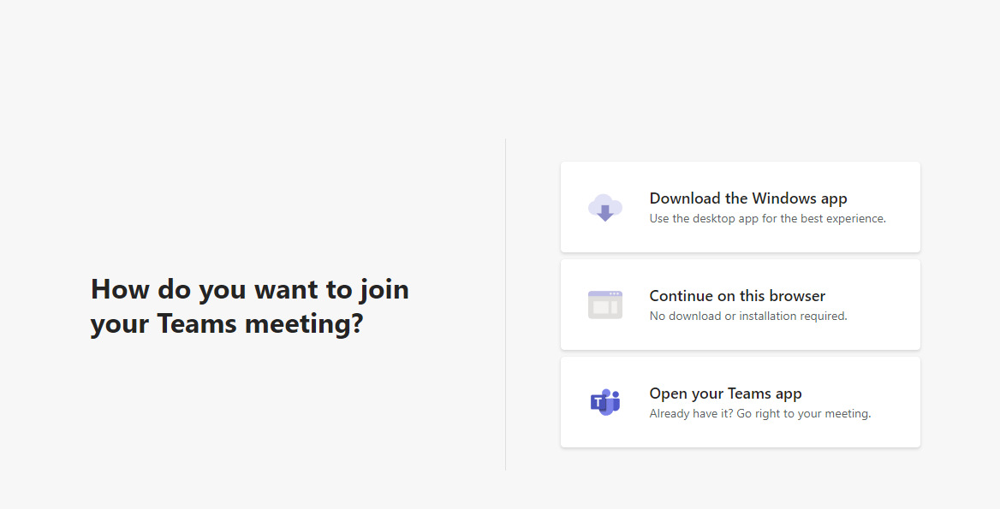 How do you want to join
your Teams meeting?
Download the Windows app
Use the desktop app for the best experience.
Continue on this browser
No download or installation required.
T
Open your Teams app
Already have it? Go right to your meeting.